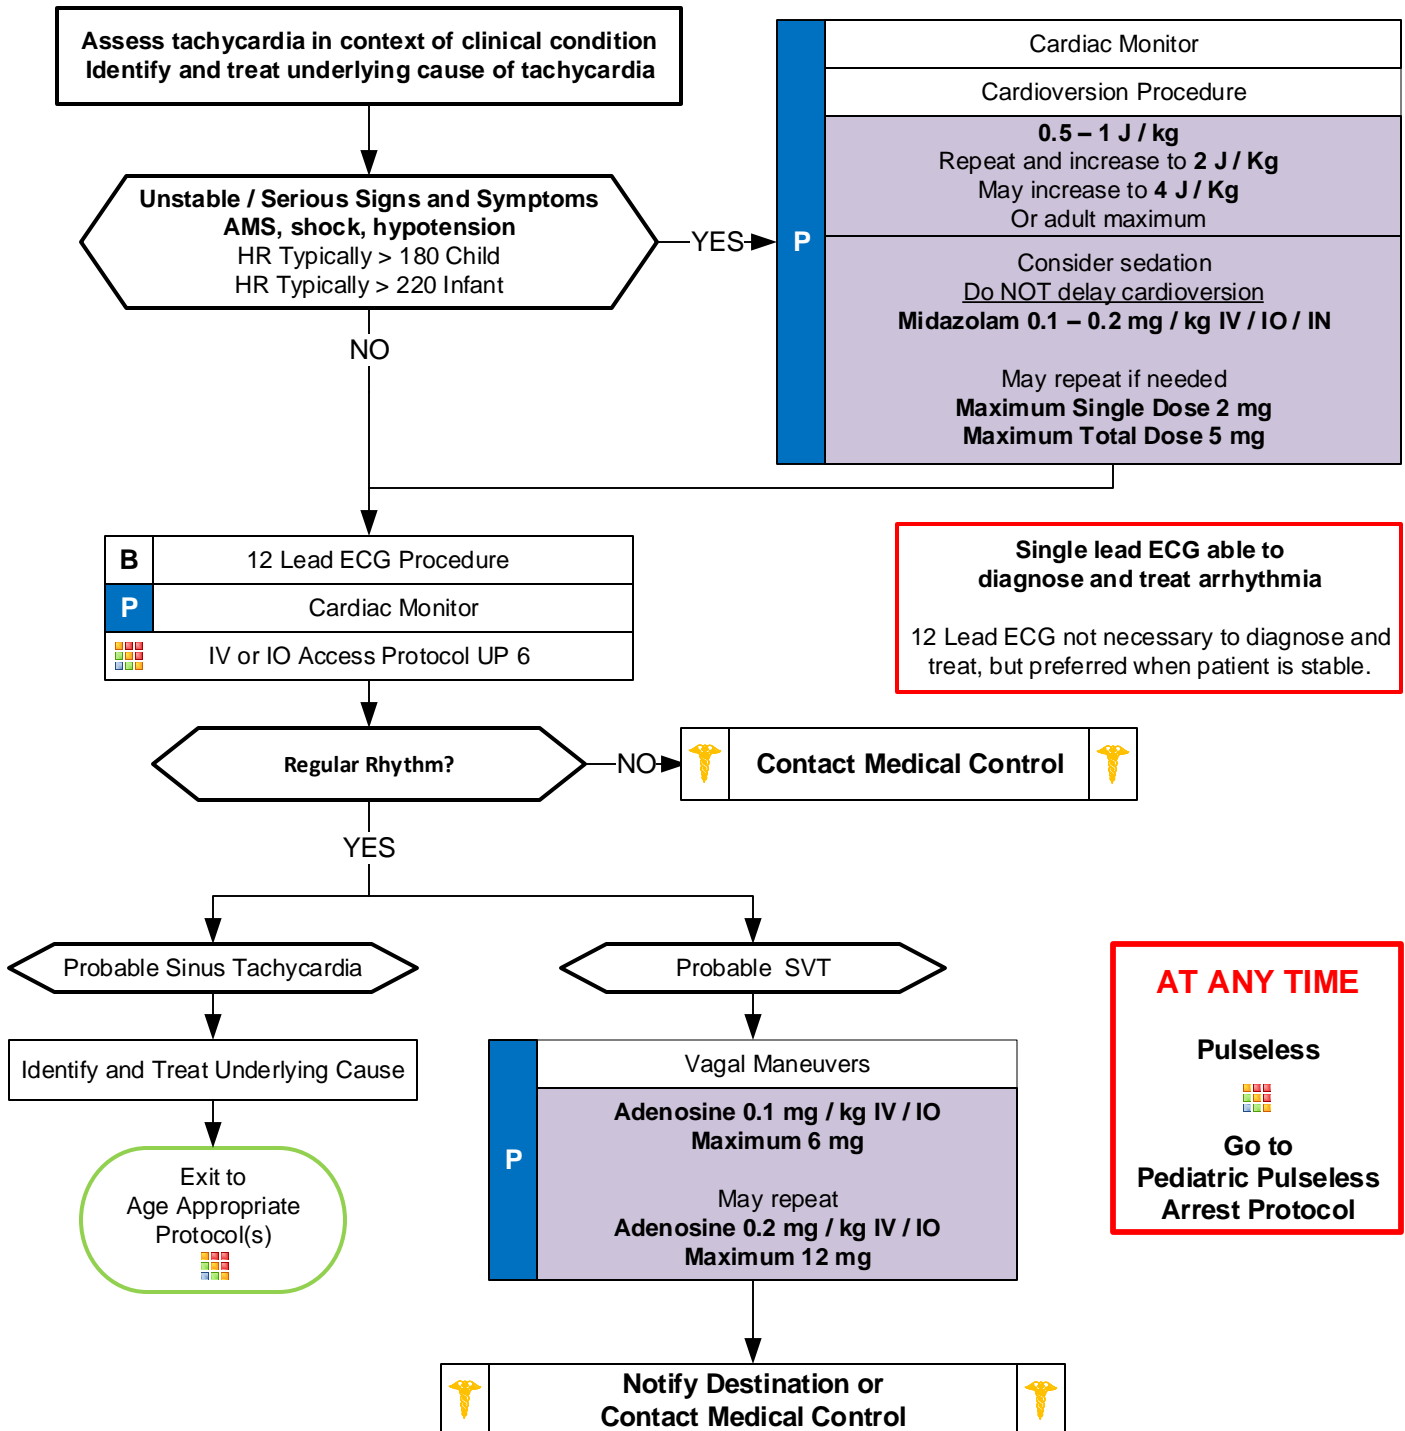 Assess tachycardia in context of clinical condition
Identify and treat underlying cause of tachycardia
Unstable / Serious Signs and Symptoms
AMS, shock, hypotension
HR Typically > 180 Child
HR Typically > 220 Infant
YES
NO
P
Cardiac Monitor
Cardioversion Procedure
0.5 – 1 J / kg
Repeat and increase to 2 J / Kg
May increase to 4 J / Kg
Or adult maximum
Consider sedation
Do NOT delay cardioversion
Midazolam 0.1 – 0.2 mg / kg IV / IO / IN
May repeat if needed
Maximum Single Dose 2 mg
Maximum Total Dose 5 mg
B
12 Lead ECG Procedure
P
Cardiac Monitor
IV or IO Access Protocol UP 6
Single lead ECG able to
diagnose and treat arrhythmia
12 Lead ECG not necessary to diagnose and
treat, but preferred when patient is stable.
Regular Rhythm?
NO
Contact Medical Control
YES
Probable Sinus Tachycardia
Identify and Treat Underlying Cause
Exit to
Age Appropriate
Protocol(s)
Probable SVT
P
Vagal Maneuvers
Adenosine 0.1 mg / kg IV / IO
Maximum 6 mg
May repeat
Adenosine 0.2 mg / kg IV / IO
Maximum 12 mg
Notify Destination or
Contact Medical Control
AT ANY TIME
Pulseless
Go to
Pediatric Pulseless
Arrest Protocol